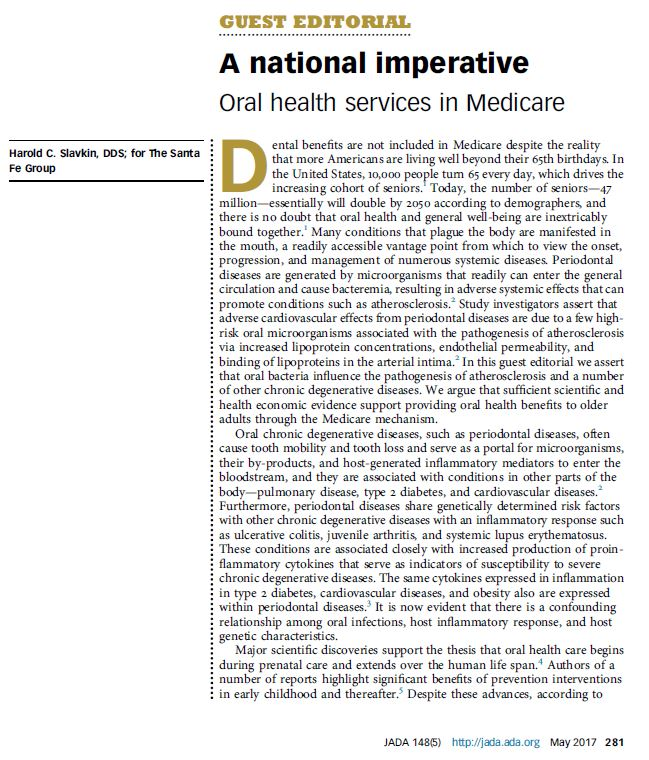 GUEST EDITORIAL
A national imperative
Oral health services in Medicare
Harold C. Slavkin, DDS; for The Santa
Fe Group
Dental benefits are not included in Medicare despite the reality
that more Americans are living well beyond their 65th birthdays. In
the United States, 10,000 people turn 65 every day, which drives the
increasing cohort of seniors.1 Today, the number of seniors—47
million—essentially will double by 2050 according to demographers, and
there is no doubt that oral health and general well-being are inextricably
bound together.1 Many conditions that plague the body are manifested in
the mouth, a readily accessible vantage point from which to view the onset,
progression, and management of numerous systemic diseases. Periodontal
diseases are generated by microorganisms that readily can enter the general
circulation and cause bacteremia, resulting in adverse systemic effects that can
promote conditions such as atherosclerosis.2 Study investigators assert that
adverse cardiovascular effects from periodontal diseases are due to a few high-
risk oral microorganisms associated with the pathogenesis of atherosclerosis
via increased lipoprotein concentrations, endothelial permeability, and
binding of lipoproteins in the arterial intima.2 In this guest editorial we assert
that oral bacteria influence the pathogenesis of atherosclerosis and a number
of other chronic degenerative diseases. We argue that sufficient scientific and
health economic evidence support providing oral health benefits to older
adults through the Medicare mechanism.
Oral chronic degenerative diseases, such as periodontal diseases, often
cause tooth mobility and tooth loss and serve as a portal for microorganisms,
their by-products, and host-generated inflammatory mediators to enter the
bloodstream, and they are associated with conditions in other parts of the
body—pulmonary disease, type 2 diabetes, and cardiovascular diseases.2
Furthermore, periodontal diseases share genetically determined risk factors
with other chronic degenerative diseases with an inflammatory response such
as ulcerative colitis, juvenile arthritis, and systemic lupus erythematosus.
These conditions are associated closely with increased production of proin-
flammatory cytokines that serve as indicators of susceptibility to severe
chronic degenerative diseases. The same cytokines expressed in inflammation
in type 2 diabetes, cardiovascular diseases, and obesity also are expressed
within periodontal diseases.3 It is now evident that there is a confounding
relationship among oral infections, host inflammatory response, and host
genetic characteristics.
Major scientific discoveries support the thesis that oral health care begins
during prenatal care and extends over the human life span.4 Authors of a
number of reports highlight significant benefits of prevention interventions
in early childhood and thereafter.5 Despite these advances, according to
JADA 148(5) http://jada.ada.org May 2017 281